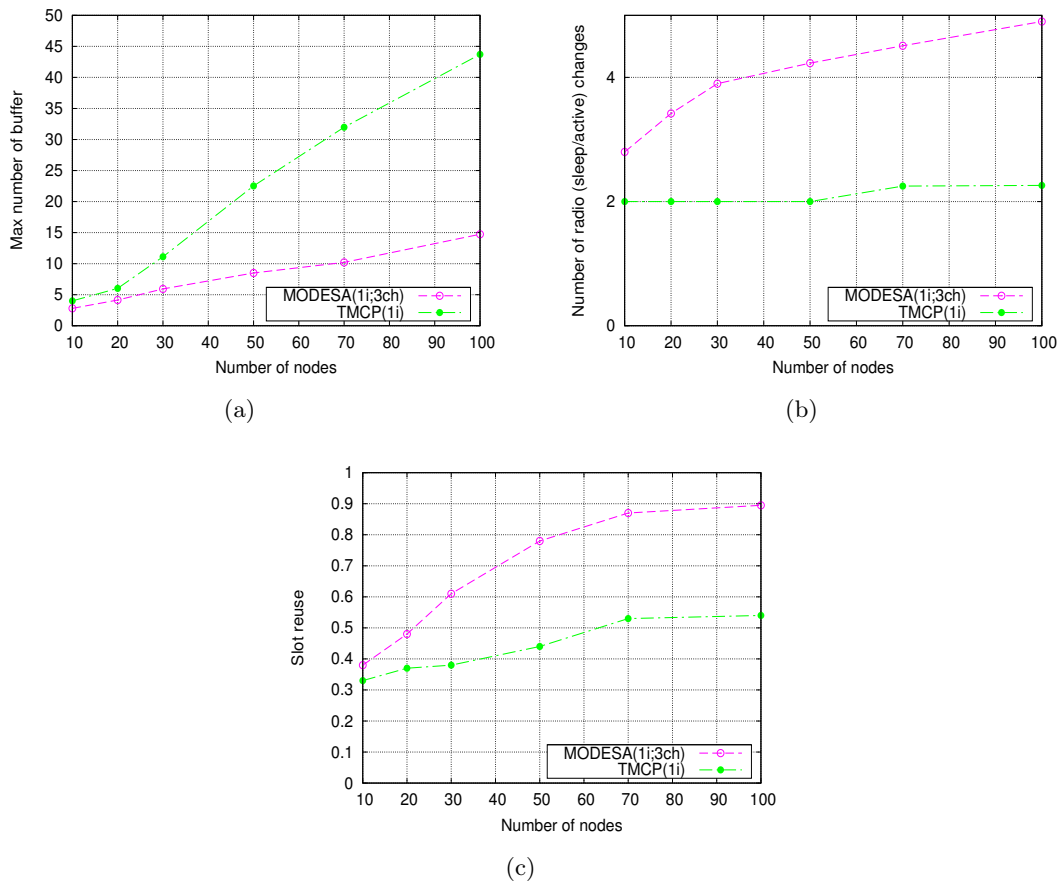 50
45
40
35
30
25
20
15
10
5
0
Max number of buffer
MODESA(1i;3ch)
TMCP(1i)
10 20 30 40 50 60 70 80 90 100
Number of nodes
(a)
4
2
0
Number of radio (sleep/active) changes
MODESA(1i;3ch)
TMCP(1i)
10 20 30 40 50 60 70 80 90 100
Number of nodes
(b)
1
0.9
0.8
0.7
0.6
0.5
0.4
0.3
0.2
0.1
0
Slot reuse
MODESA(1i;3ch)
TMCP(1i)
10 20 30 40 50 60 70 80 90 100
Number of nodes
(c)